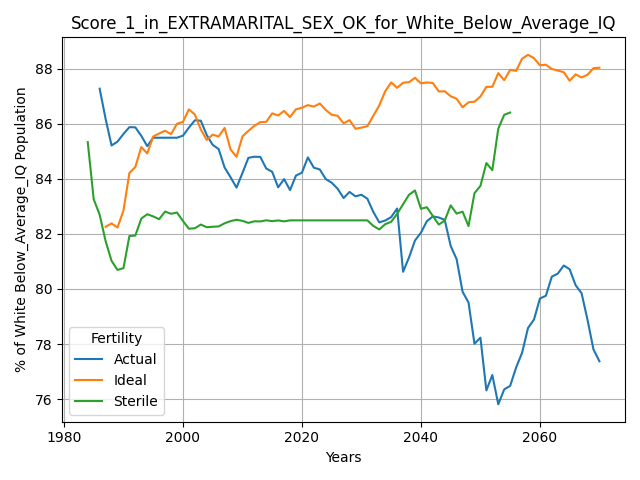 Score_1_in_EXTRAMARITAL_SEX_OK_for_White_Below_Average_IQ
% of White Below_Average_IQ Population
88
86
84
82
80
78
76
Fertility
Actual
Ideal
Sterile
1980
2000
2020
2040
2060
Years